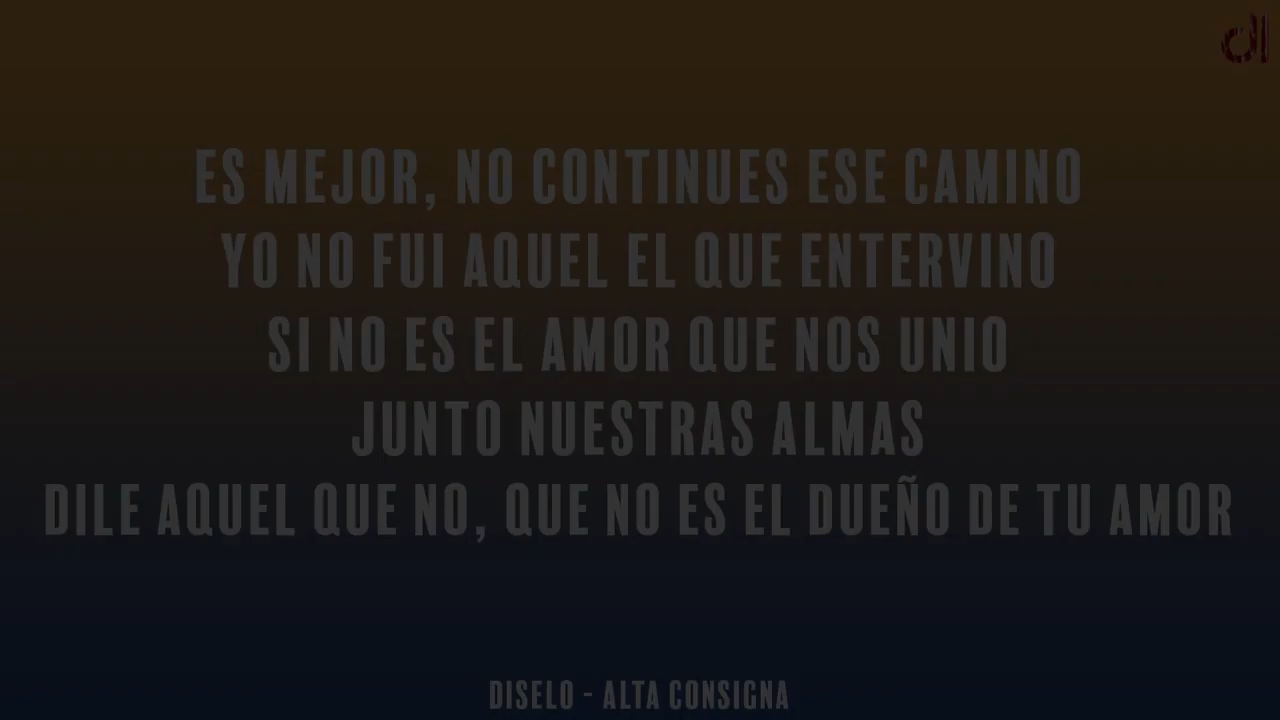 dl
ES MEJOR, NO CONTINUES ESE CAMINO
YO NO FUI AQUEL EL QUE ENTERVINO
SI NO ES EL AMOR QUE NOS UNIO
JUNTO NUESTRAS ALMAS
DILE AQUEL QUE NO, QUE NO ES EL DUEÑO DE TU AMOR
DISELO - ALTA CONSIGNA